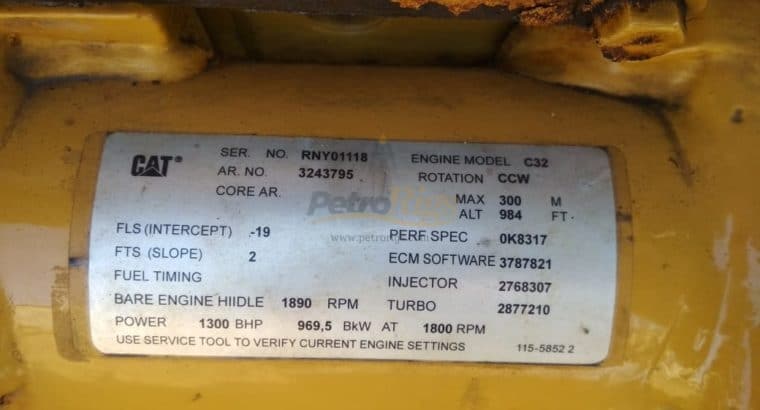 CAT®
SER. NO. RNY01118
ENGINE MODEL C32
AR. NO. 3243795
ROTATION CCW
CORE AR.
MAX 300 M
ALT 984 FT
FLS (INTERCEPT) -19
PERF SPEC 0K8317
FTS (SLOPE) 2
ECM SOFTWARE 3787821
FUEL TIMING
INJECTOR 2768307
BARE ENGINE HIIDLE 1890 RPM
TURBO 2877210
POWER 1300 BHP 969,5 BkW AT 1800 RPM
USE SERVICE TOOL TO VERIFY CURRENT ENGINE SETTINGS 115-5852 2
Petro